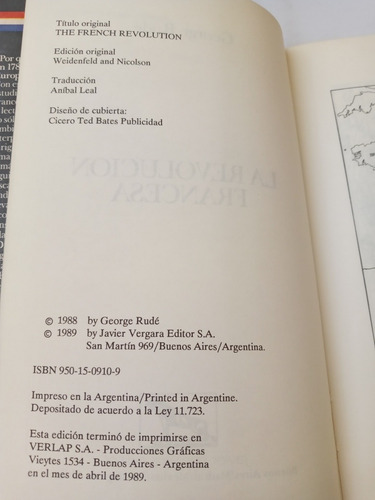 Título original
THE FRENCH REVOLUTION
Edición original
Weidenfeld and Nicolson
Traducción
Aníbal Leal
Diseño de cubierta:
Cicero Ted Bates Publicidad
LA REVOLUCION
FRANCESA
© 1988 by George Rudé
© 1989 by Javier Vergara Editor S.A.
San Martín 969/Buenos Aires/Argentina.
ISBN 950-15-0910-9
Impreso en la Argentina/Printed in Argentine.
Depositado de acuerdo a la Ley 11.723.
Esta edición terminó de imprimirse en
VERLAP S.A. - Producciones Gráficas
Vieytes 1534 - Buenos Aires - Argentina
en el mes de abril de 1989.